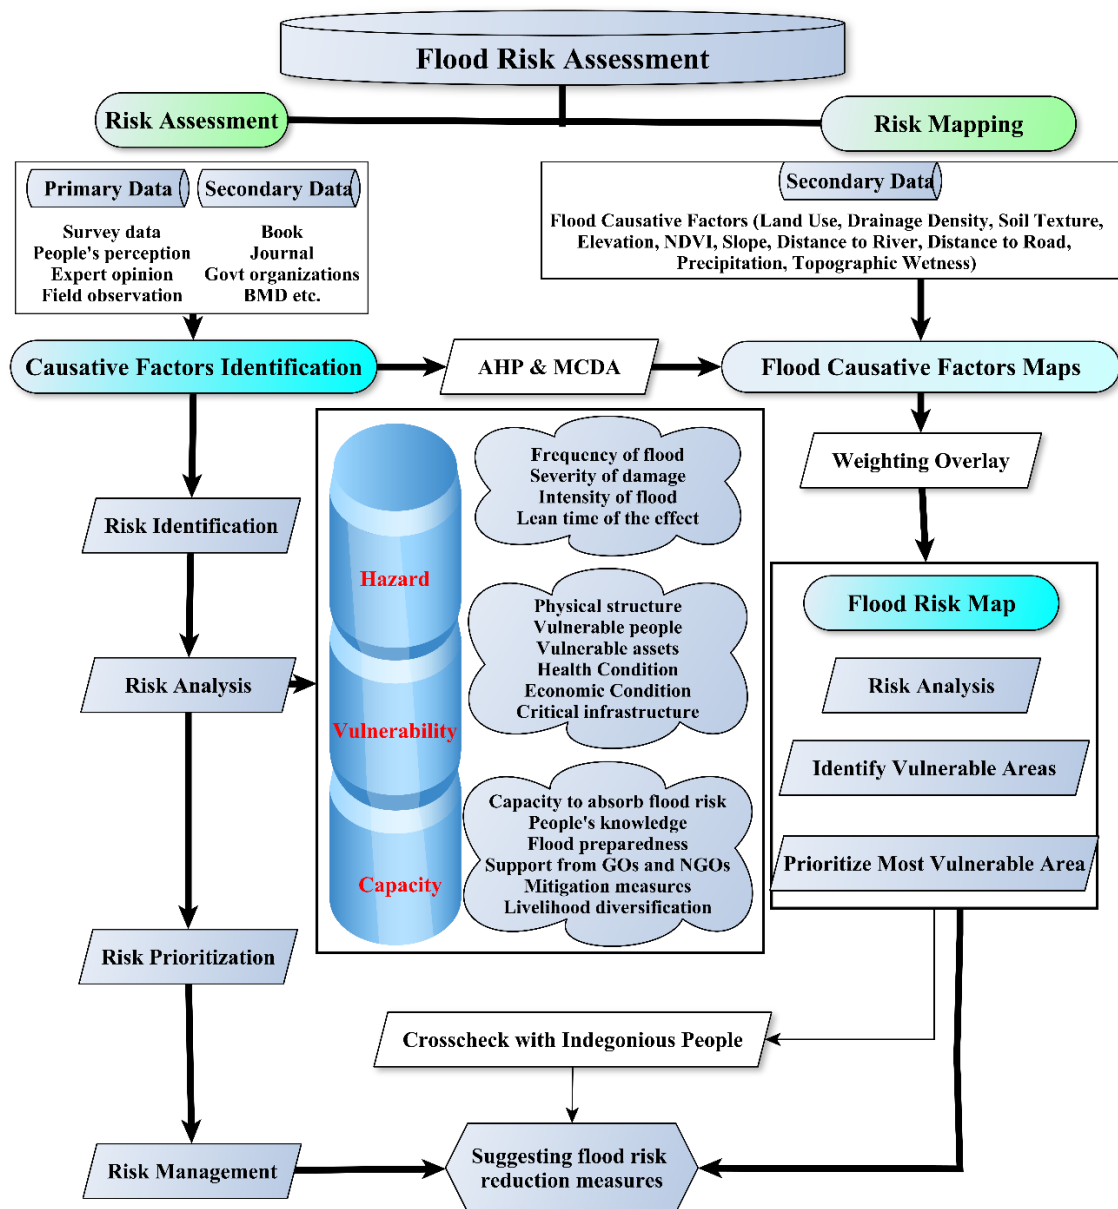 Flood Risk Assessment
Risk Assessment
Risk Mapping
Primary Data
Survey data
People's perception
Expert opinion
Field observation
Secondary Data
Book
Journal
Govt organizations
BMD etc.
Secondary Data
Flood Causative Factors (Land Use, Drainage Density, Soil Texture,
Elevation, NDVI, Slope, Distance to River, Distance to Road,
Precipitation, Topographic Wetness)
Causative Factors Identification
AHP & MCDA
Flood Causative Factors Maps
Weighting Overlay
Risk Identification
Risk Analysis
Risk Prioritization
Risk Management
Hazard
Frequncy of flood
Severity of damage
Intensity of flood
Lean time of the effect
Vulnerability
Physical structure
Vulnerable people
Vulnerable assets
Health Condition
Economic Condition
Critical infrastructure
Capacity
Capacity to absorb flood risk
People's knowledge
Flood preparedness
Support from GOs and NGOs
Mitigation measures
Livelihood diversification
Flood Risk Map
Risk Analysis
Identify Vulnerable Areas
Prioritize Most Vulnerable Area
Crosscheck with Indegonious People
Suggesting flood risk
reduction measures